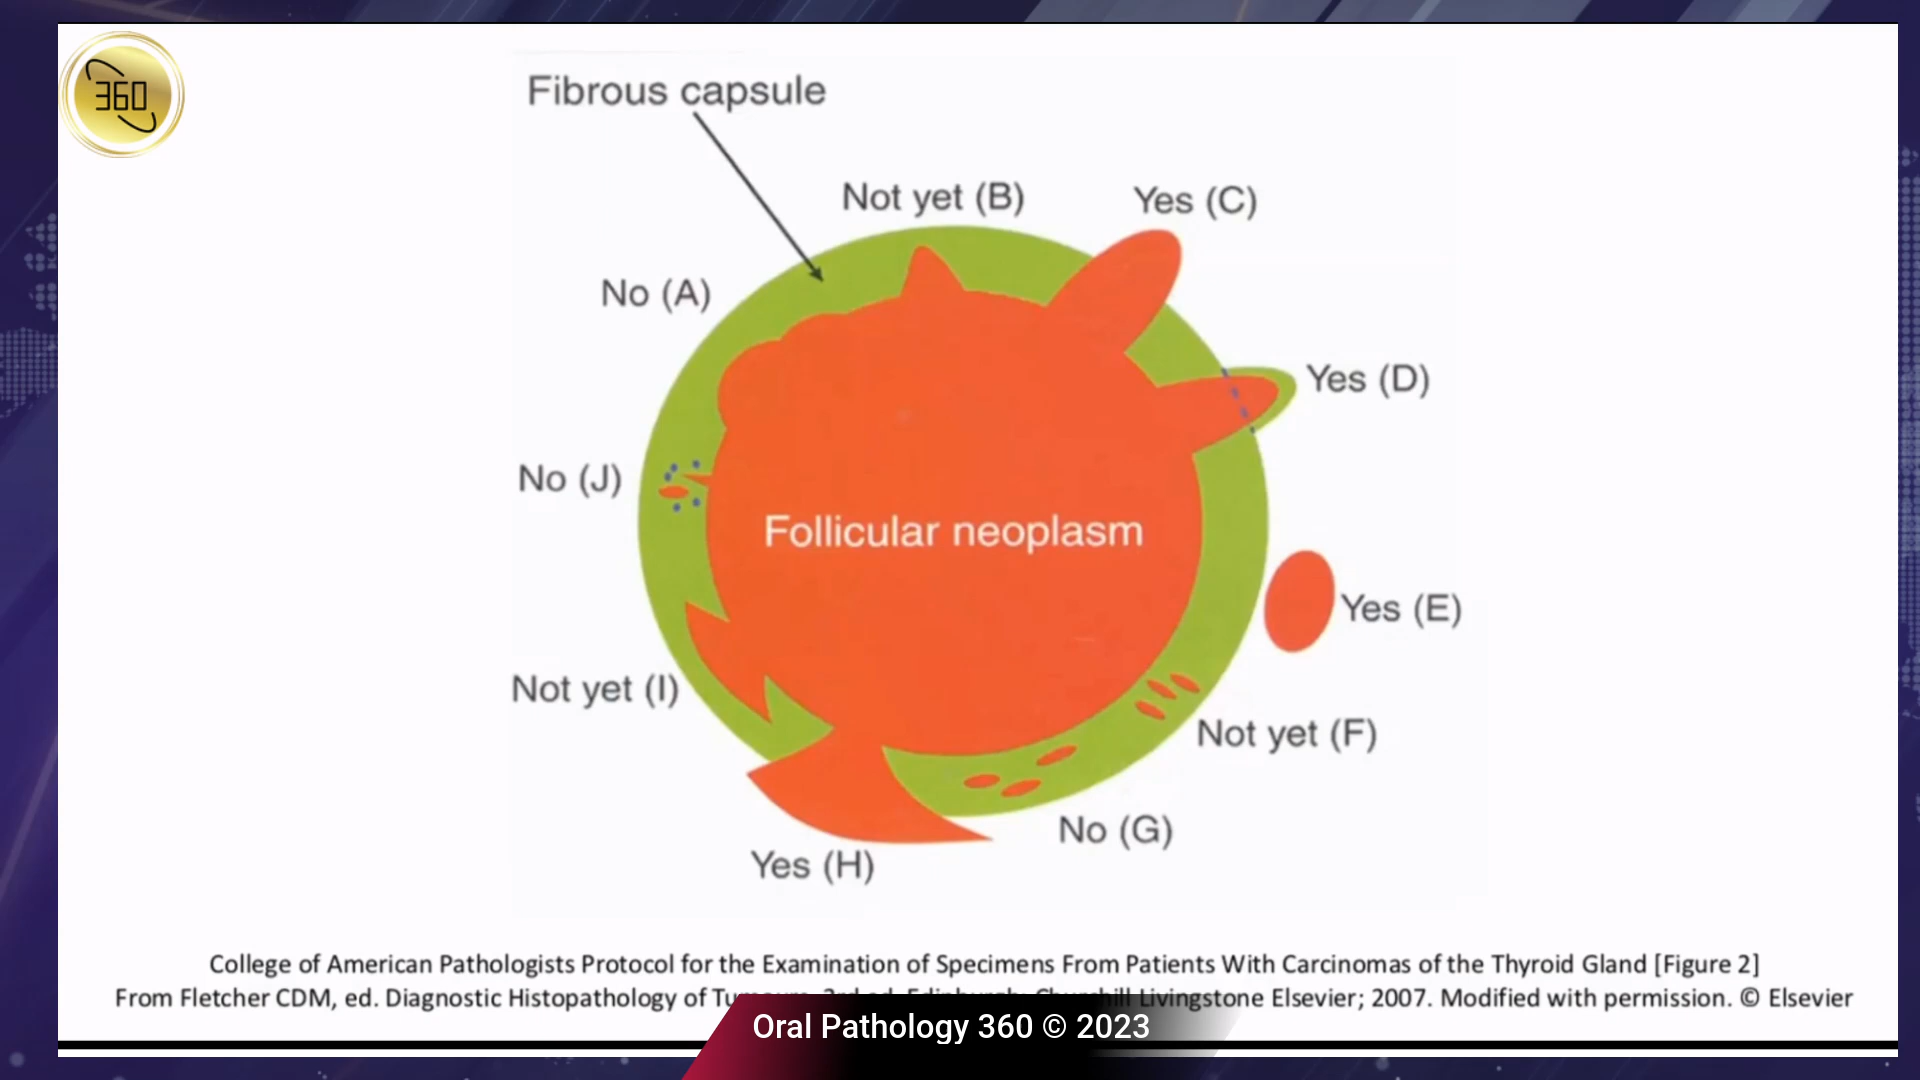 360
Fibrous capsule
Not yet (B)
Yes (C)
No (A)
Yes (D)
No (J)
Follicular neoplasm
Yes (E)
Not yet (I)
Not yet (F)
No (G)
Yes (H)
College of American Pathologists Protocol for the Examination of Specimens From Patients With Carcinomas of the Thyroid Gland [Figure 2]
From Fletcher CDM, ed. Diagnostic Histopathology of Livingstone Elsevier; 2007. Modified with permission. © Elsevier
Oral Pathology 360 © 2023